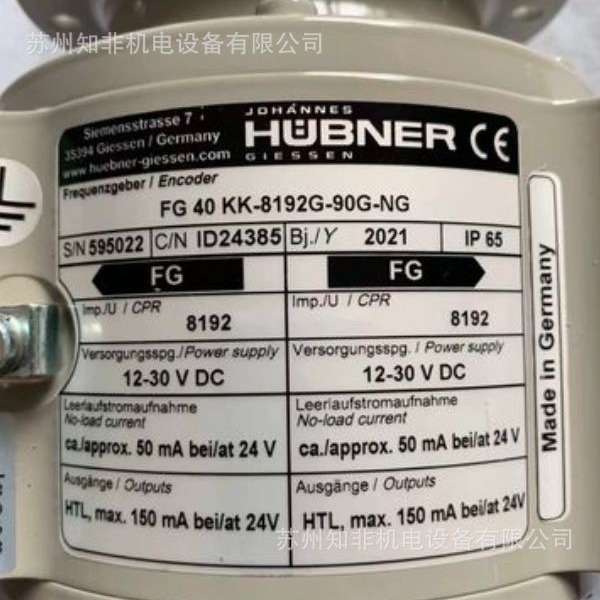 苏州知非机电设备有限公司
Siemensstrasse 7
35394 Giessen / Germany
www.huebner-giessen.com
JOHANNES
HÜBNER
GIESSEN
CE
Frequenzgeber / Encoder
FG 40 KK-8192G-90G-NG
S/N 595022 C/N ID24385 Bj./Y 2021 IP 65
FG FG
Imp./U / CPR Imp./U / CPR
8192 8192
Versorgungsspg./Power supply Versorgungsspg./Power supply
12-30 V DC 12-30 V DC
Leerlaufstromaufnahme Leerlaufstromaufnahme
No-load current No-load current
ca./approx. 50 mA bei/at 24 V ca./approx. 50 mA bei/at 24 V
Ausgänge / Outputs Ausgänge / Outputs
HTL, max. 150 mA bei/at 24V HTL, max. 150 mA bei/at 24V
Made in Germany
苏州知非机电设备有限公司